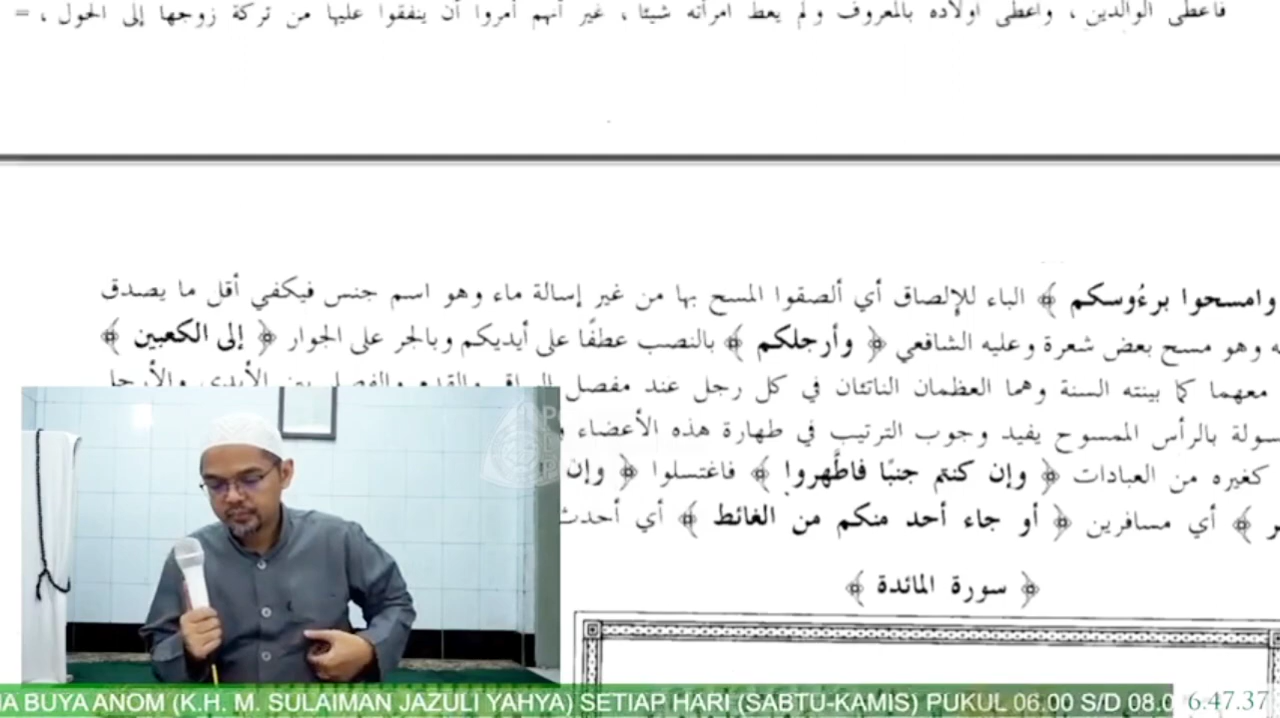 فاعطى الوالدين ، واعطى اولاده بالمعروف ولم يعط امرأته شيئا ، غير أنهم أمروا أن ينفقوا عليها من تركة زوجها إلى الحول ، =
وامسحوا برءُوسكم ﴾ الباء للإِلصاق أي ألصقوا المسح بها من غير إسالة ماء وهو اسم جنس فيكفي أقل ما يصدق
وهو مسح بعض شعرة وعليه الشافعي ﴿ وأرجلكم ﴾ بالنصب عطفًا على أيديكم وبالجر على الجوار ﴿ إلى الكعبين ﴾
معهما كما بينته السنة وهما العظمان الناتئان في كل رجل عند مفصل الساق والقدم والفصل بين الأيدي والأرجل
بالرأس الممسوح يفيد وجوب الترتيب في طهارة هذه الأعضاء
كغيره من العبادات ﴿ وإن كنتم جنبًا فاطَّهروا ﴾ فاغتسلوا ﴿ وإن
﴾ أي مسافرين ﴿ أو جاء أحد منكم من الغائط ﴾ أي أحدث
﴿ سورة المائدة ﴾
BUYA ANOM (K.H. M. SULAIMAN JAZULI YAHYA) SETIAP HARI (SABTU-KAMIS) PUKUL 06.00 S/D 08.0
6.47.37